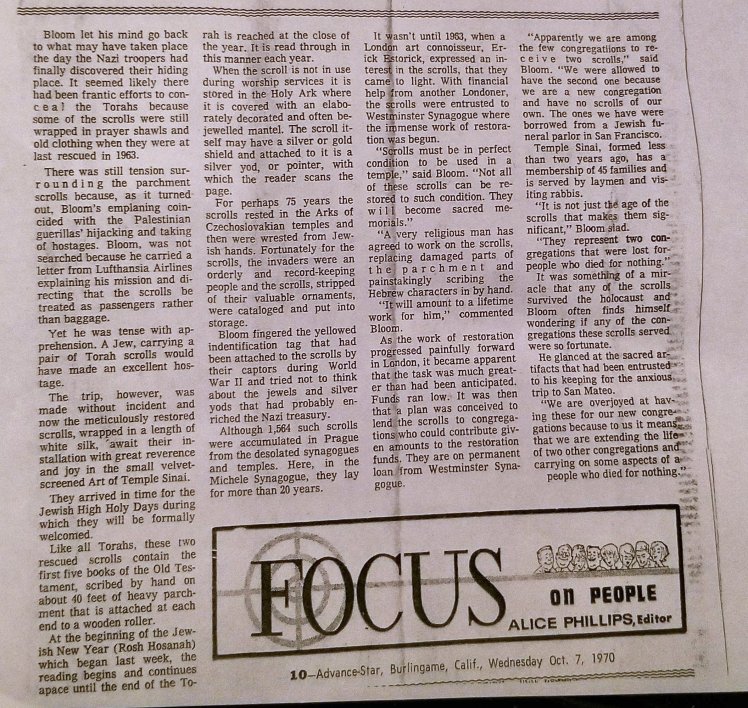 Bloom let his mind go back
to what may have taken place
the day the Nazi troopers had
finally discovered their hiding
place. It seemed likely there
had been frantic efforts to con-
ceal the Torahs because
some of the scrolls were still
wrapped in prayer shawls and
old clothing when they were at
last rescued in 1963.
There was still tension sur-
rounding the parchment
scrolls because, as it turned
out, Bloom's emplaning coin-
cided with the Palestinian
guerillas' hijacking and taking
of hostages. Bloom, was not
searched because he carried a
letter from Lufthansia Airlines
explaining his mission and di-
recting that the scrolls be
treated as passengers rather
than baggage.
Yet he was tense with ap-
prehension. A Jew, carrying a
pair of Torah scrolls would
have made an excellent hos-
tage.
The trip, however, was
made without incident and
now the meticulously restored
scrolls, wrapped in a length of
white silk, await their in-
stallation with great reverence
and joy in the small velvet-
screened Art of Temple Sinai.
They arrived in time for the
Jewish High Holy Days during
which they will be formally
welcomed.
Like all Torahs, these two
rescued scrolls contain the
first five books of the Old Tes-
tament, scribed by hand on
about 40 feet of heavy parch-
ment that is attached at each
end to a wooden roller.
At the beginning of the Jew-
ish New Year (Rosh Hosanah)
which began last week, the
reading begins and continues
apace until the end of the To-
rah is reached at the close of
the year. It is read through in
this manner each year.
When the scroll is not in use
during worship services it is
stored in the Holy Ark where
it is covered with an elabo-
rately decorated and often be-
jewelled mantel. The scroll it-
self may have a silver or gold
shield and attached to it is a
silver yod, or pointer, with
which the reader scans the
page.
For perhaps 75 years the
scrolls rested in the Arks of
Czechoslovakian temples and
then were wrested from Jew-
ish hands. Fortunately for the
scrolls, the invaders were an
orderly and record-keeping
people and the scrolls, stripped
of their valuable ornaments,
were cataloged and put into
storage.
Bloom fingered the yellowed
indentification tag that had
been attached to the scrolls by
their captors during World
War II and tried not to think
about the jewels and silver
yods that had probably en-
riched the Nazi treasury.
Although 1,564 such scrolls
were accumulated in Prague
from the desolated synagogues
and temples. Here, in the
Michele Synagogue, they lay
for more than 20 years.
It wasn't until 1963, when a
London art connoisseur, Er-
ick Estorick, expressed an in-
terest in the scrolls, that they
came to light. With financial
help from another Londoner,
the scrolls were entrusted to
Westminster Synagogue where
the immense work of restora-
tion was begun.
"Scrolls must be in perfect
condition to be used in a
temple," said Bloom. "Not all
of these scrolls can be re-
stored to such condition. They
will become sacred me-
morials."
"A very religious man has
agreed to work on the scrolls,
replacing damaged parts of
the parchment and
painstakingly scribing the
Hebrew characters in by hand.
"It will amount to a lifetime
work for him," commented
Bloom.
As the work of restoration
progressed painfully forward
in London, it became apparent
that the task was much great-
er than had been anticipated.
Funds ran low. It was then
that a plan was conceived to
lend the scrolls to congrega-
tions who could contribute giv-
en amounts to the restoration
funds. They are on permanent
loan from Westminster Syna-
gogue.
"Apparently we are among
the few congregatiions to re-
ceive two scrolls," said
Bloom. "We were allowed to
have the second one because
we are a new congregation
and have no scrolls of our
own. The ones we have were
borrowed from a Jewish fu-
neral parlor in San Francisco.
Temple Sinai, formed less
than two years ago, has a
membership of 45 families and
is served by laymen and vis-
iting rabbis.
"It is not just the age of the
scrolls that makes them sig-
nificant," Bloom slad.
"They represent two con-
gregations that were lost for-
people who died for nothing."
It was something of a mir-
acle that any of the scrolls
survived the holocaust and
Bloom often finds himself
wondering if any of the con-
gregations these scrolls served
were so fortunate.
He glanced at the sacred ar-
tifacts that had been entrusted
to his keeping for the anxious
trip to San Mateo.
"We are overjoyed at hav-
ing these for our new congre-
gations because to us it means
that we are extending the life
of two other congregations and
carrying on some aspects of a
people who died for nothing."
FOCUS
ON PEOPLE
ALICE PHILLIPS, Editor
10—Advance-Star, Burlingame, Calif., Wednesday Oct. 7, 1970